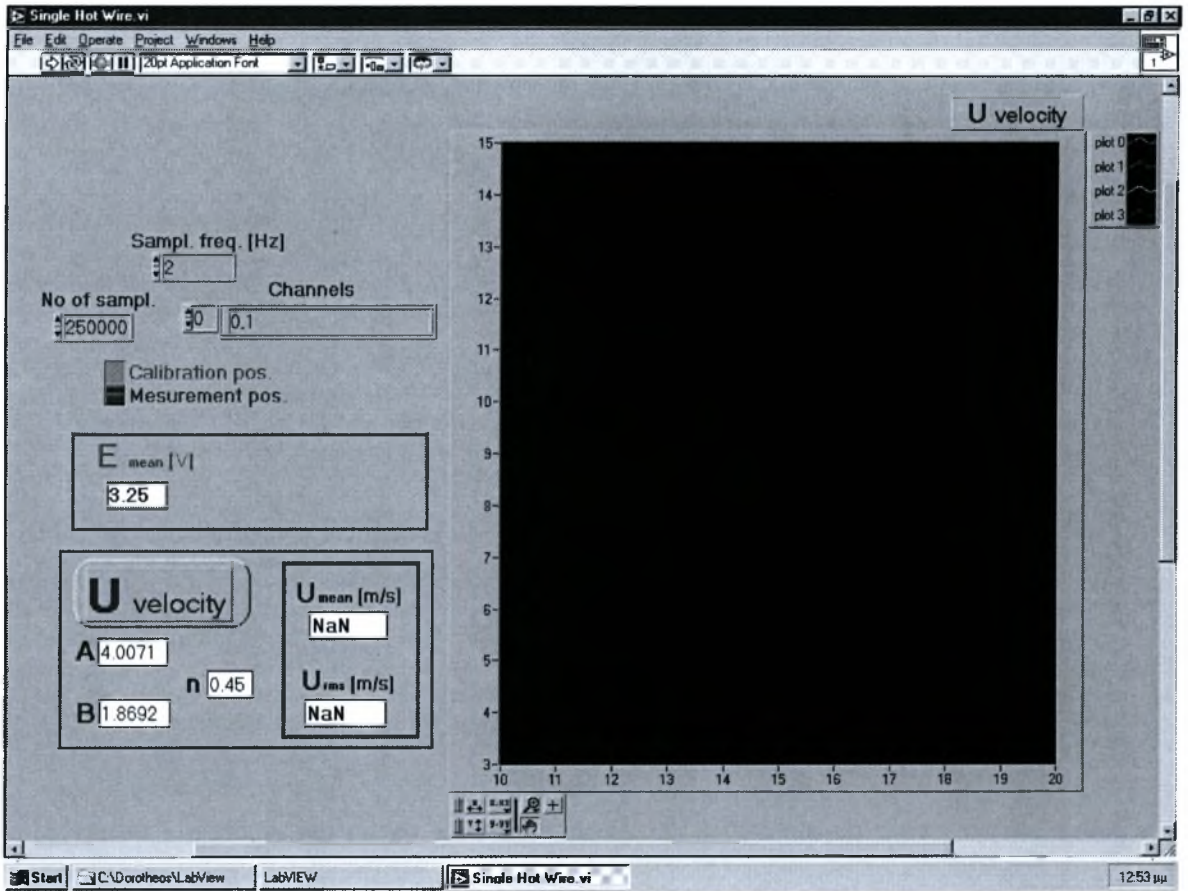 Single Hot Wire.vi
File Edit Operate Project Windows Help
20pt Application Font
1
U velocity
plot 0
plot 1
plot 2
plot 3
15
14
13
12
11
10
9
8
7
6
5
4
3
10 11 12 13 14 15 16 17 18 19 20
Sampl. freq. [Hz]
2
No of sampl.
250000
Channels
0 0,1
Calibration pos.
Mesurement pos.
E mean [V]
3.25
U velocity
A 4.0071
n 0.45
B 1.8692
U mean [m/s]
NaN
U rms [m/s]
NaN
Start C:\Dorotheos\LabView LabVIEW Single Hot Wire.vi 12:53 μμ